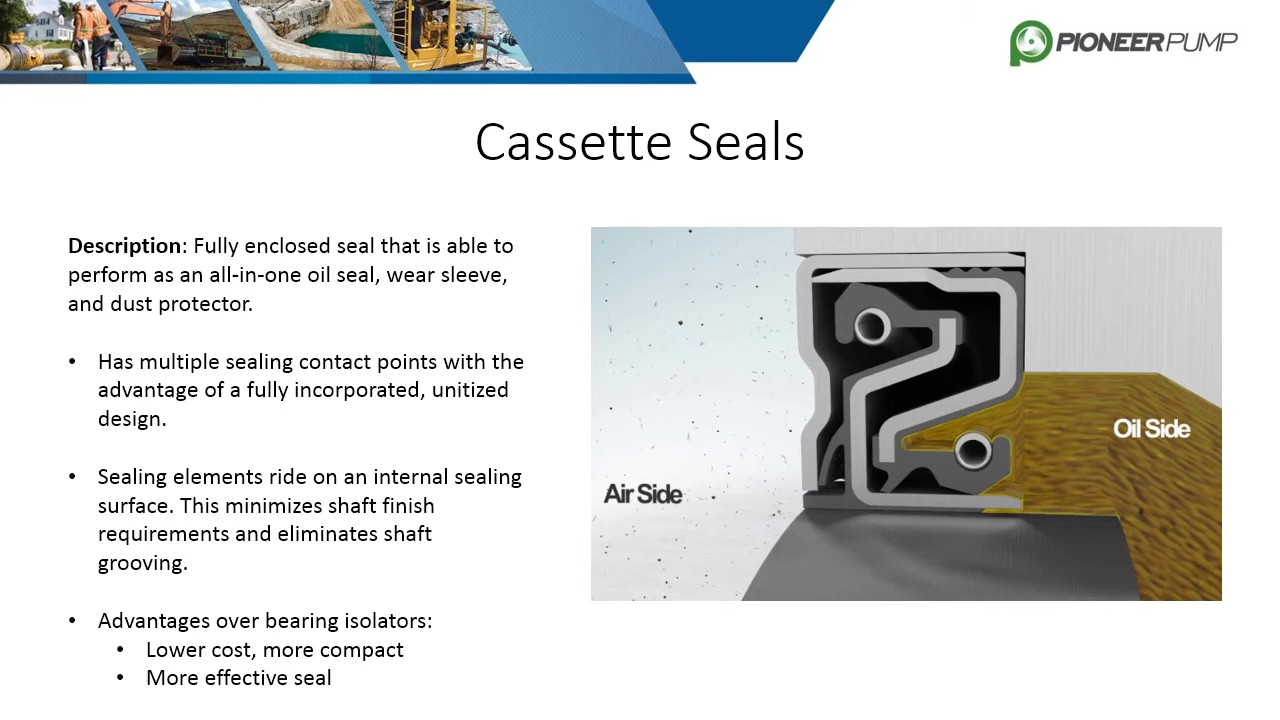 PIONEERPUMP
Cassette Seals
Description: Fully enclosed seal that is able to
perform as an all-in-one oil seal, wear sleeve,
and dust protector.
• Has multiple sealing contact points with the
advantage of a fully incorporated, unitized
design.
• Sealing elements ride on an internal sealing
surface. This minimizes shaft finish
requirements and eliminates shaft
grooving.
• Advantages over bearing isolators:
• Lower cost, more compact
• More effective seal
Oil Side
Air Side